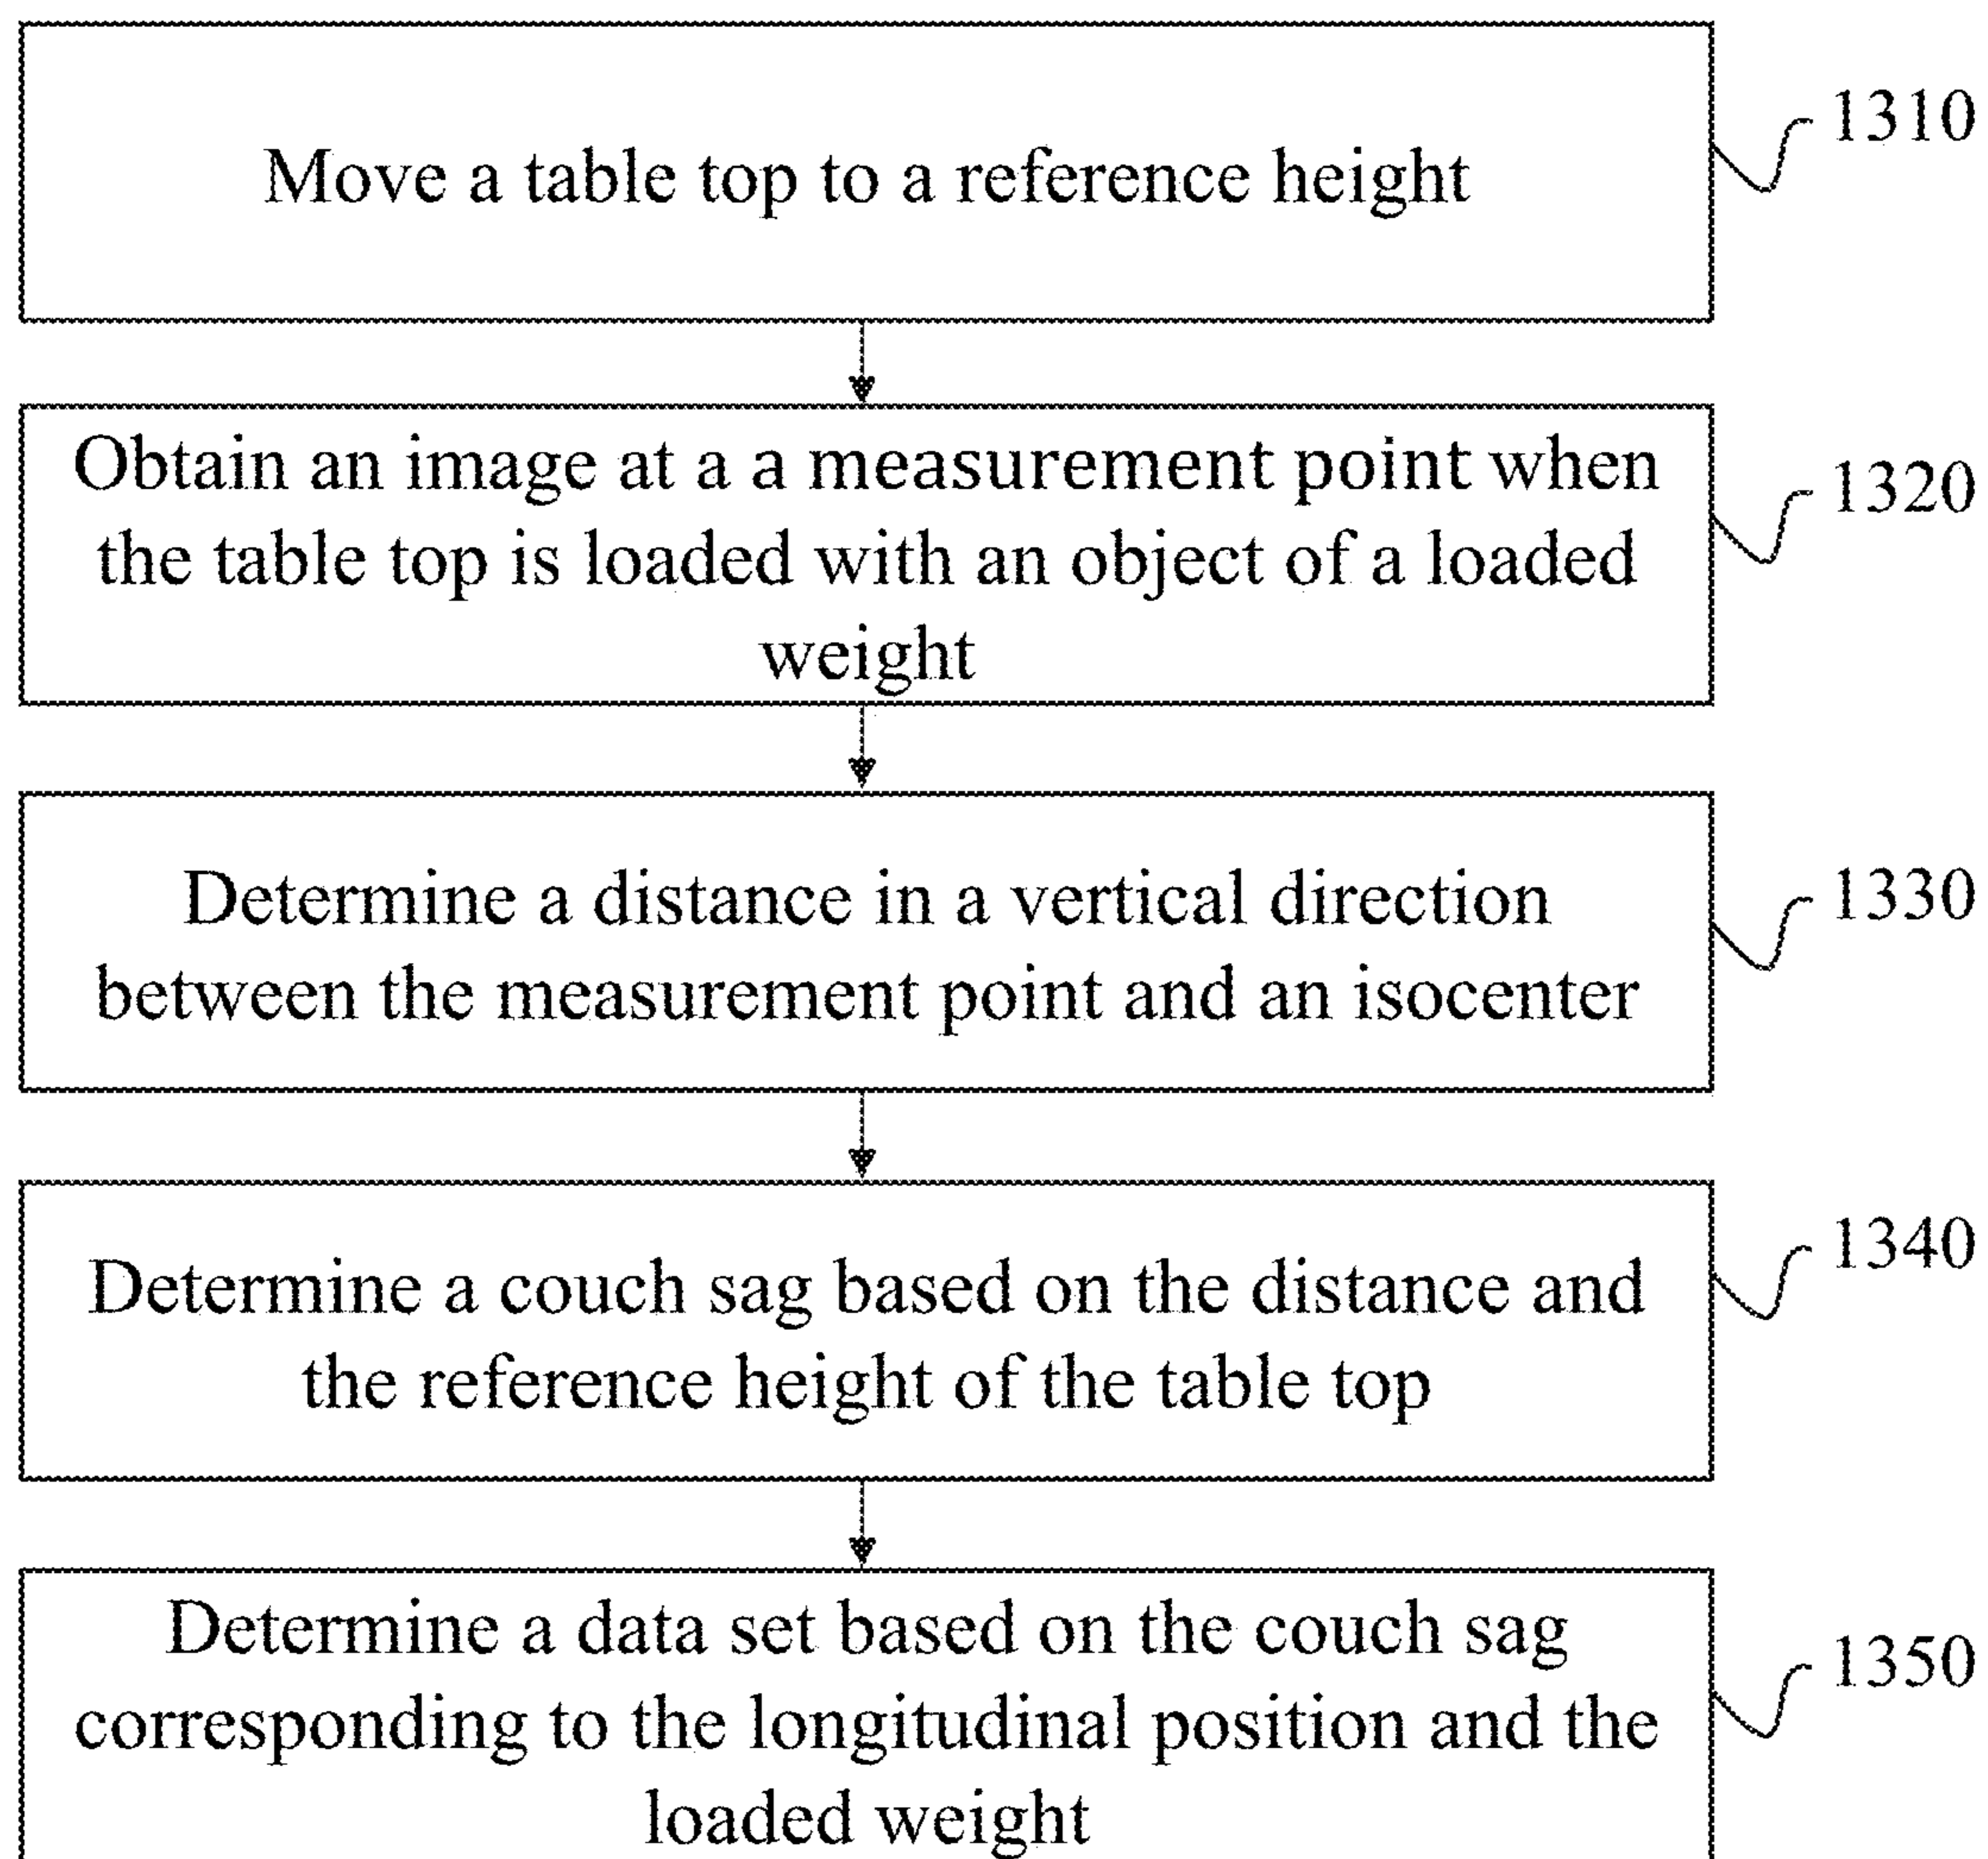 Move a table top to a reference height
1310
Obtain an image at a a measurement point when
the table top is loaded with an object of a loaded
weight
1320
Determine a distance in a vertical direction
between the measurement point and an isocenter
1330
Determine a couch sag based on the distance and
the reference height of the table top
1340
Determine a data set based on the couch sag
corresponding to the longitudinal position and the
loaded weight
1350